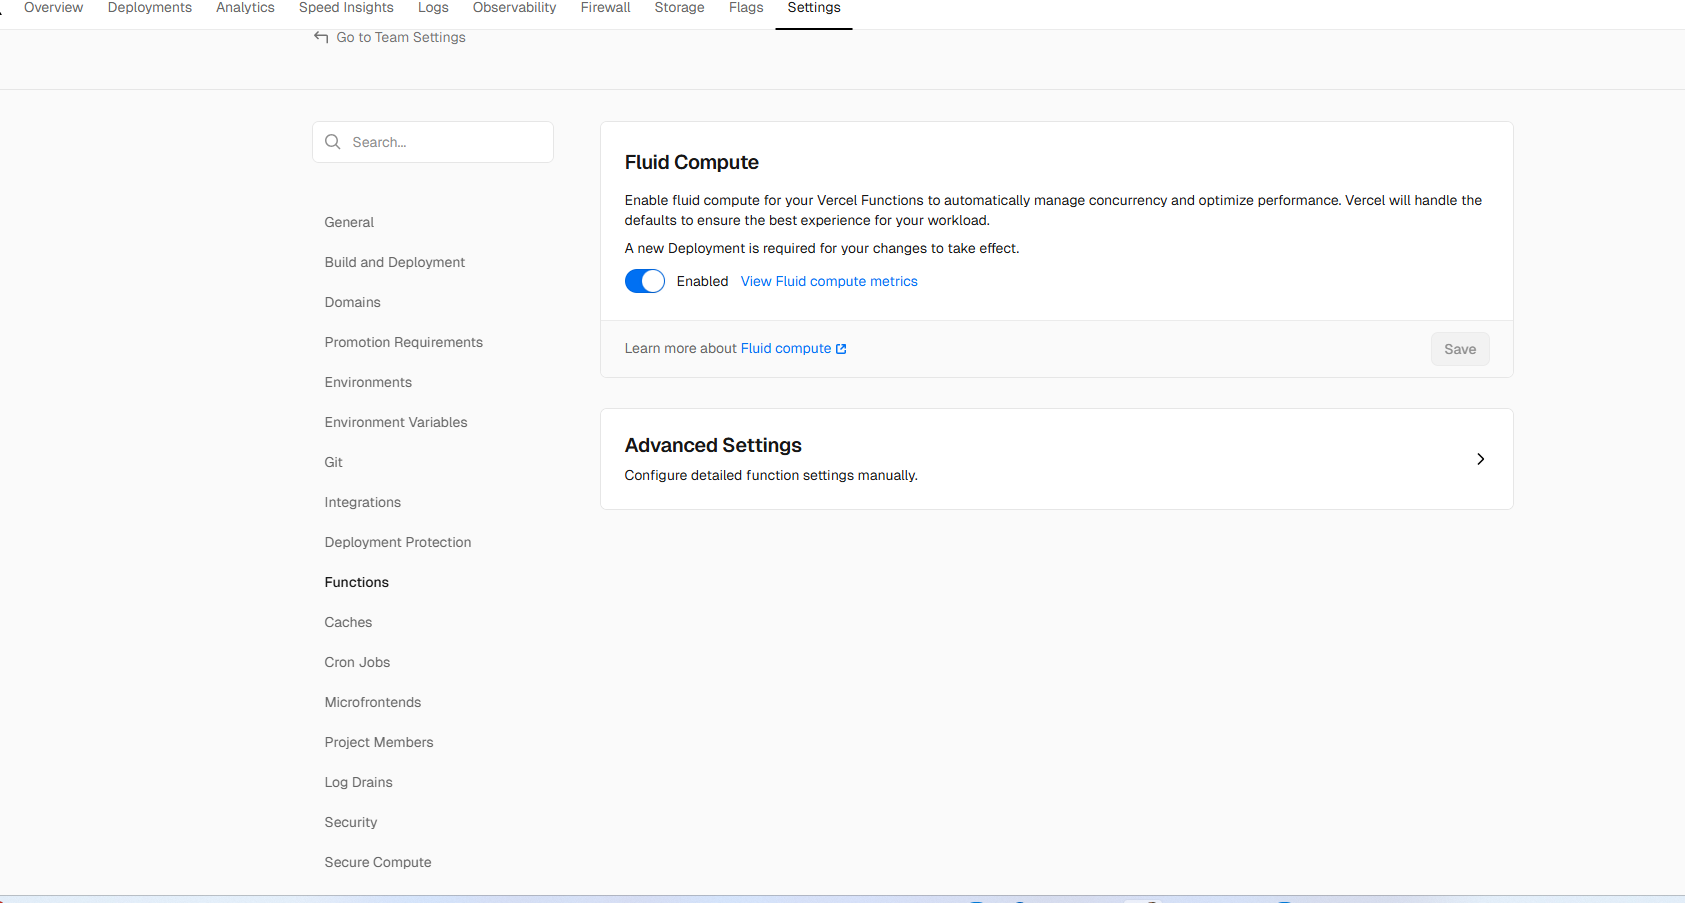 Overview Deployments Analytics Speed Insights Logs Observability Firewall Storage Flags Settings
Go to Team Settings
Search...
General
Build and Deployment
Domains
Promotion Requirements
Environments
Environment Variables
Git
Integrations
Deployment Protection
Functions
Caches
Cron Jobs
Microfrontends
Project Members
Log Drains
Security
Secure Compute
Fluid Compute
Enable fluid compute for your Vercel Functions to automatically manage concurrency and optimize performance. Vercel will handle the
defaults to ensure the best experience for your workload.
A new Deployment is required for your changes to take effect.
Enabled View Fluid compute metrics
Learn more about Fluid compute
Save
Advanced Settings
Configure detailed function settings manually.